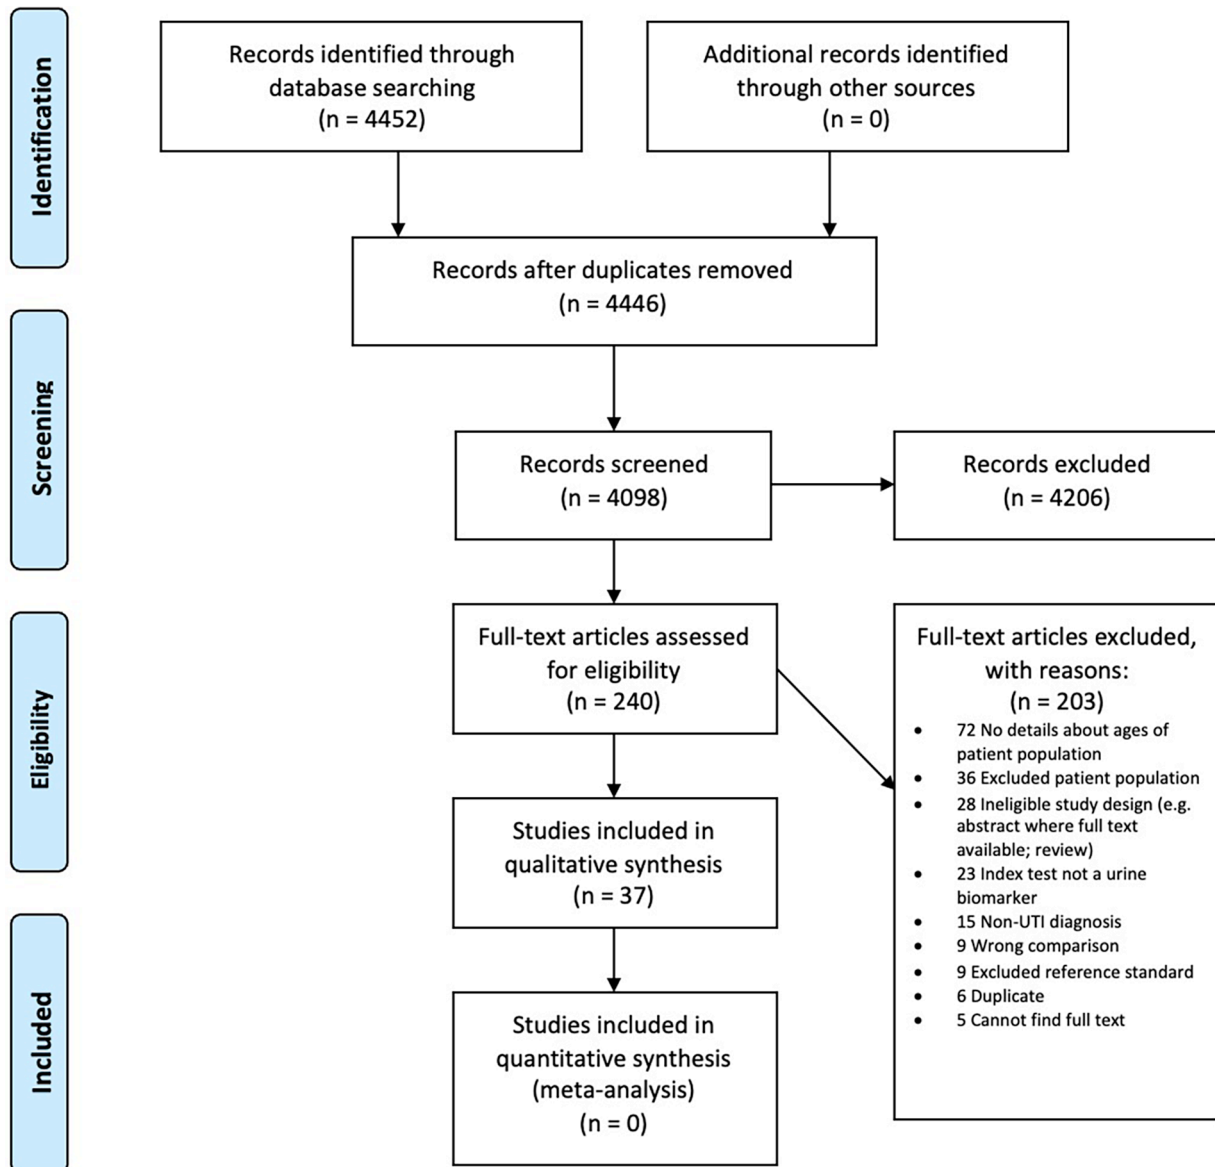 Identification
Records identified through
database searching
(n = 4452)
Additional records identified
through other sources
(n = 0)
Records after duplicates removed
(n = 4446)
Screening
Records screened
(n = 4098)
Records excluded
(n = 4206)
Eligibility
Full-text articles assessed
for eligibility
(n = 240)
Full-text articles excluded,
with reasons:
(n = 203)
• 72 No details about ages of
patient population
• 36 Excluded patient population
• 28 Ineligible study design (e.g.
abstract where full text
available; review)
• 23 Index test not a urine
biomarker
• 15 Non-UTI diagnosis
• 9 Wrong comparison
• 9 Excluded reference standard
• 6 Duplicate
• 5 Cannot find full text
Studies included in
qualitative synthesis
(n = 37)
Included
Studies included in
quantitative synthesis
(meta-analysis)
(n = 0)